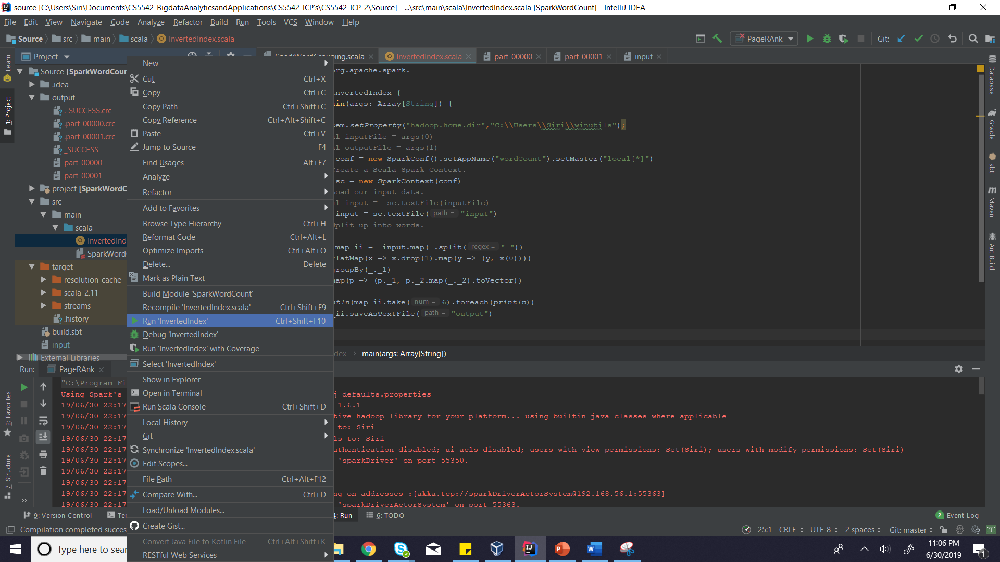 source [C:\Users\Siri\Documents\CS5542_BigdataAnalyticsandApplications\CS5542_ICP's\CS5542_ICP-2\Source] - ...\src\main\scala\InvertedIndex.scala [SparkWordCount] - IntelliJ IDEA
File Edit View Navigate Code Analyze Refactor Build Run Tools VCS Window Help
Source src main scala InvertedIndex.scala PageRAnk Git:
Project InvertedIndex.scala part-00000 part-00001 input
Learn
1: Project
2: Favorites
7: Structure
Source [SparkWordCour
.idea
output
._SUCCESS.crc
.part-00000.crc
.part-00001.crc
_SUCCESS
part-00000
part-00001
project [SparkWordC
src
main
scala
InvertedInd
SparkWord
target
resolution-cache
scala-2.11
streams
.history
build.sbt
input
External Libraries
New
Cut Ctrl+X
Copy Ctrl+C
Copy Path Ctrl+Shift+C
Copy Reference Ctrl+Alt+Shift+C
Paste Ctrl+V
Jump to Source F4
Find Usages Alt+F7
Analyze
Refactor
Add to Favorites
Browse Type Hierarchy Ctrl+H
Reformat Code Ctrl+Alt+L
Optimize Imports Ctrl+Alt+O
Delete... Delete
Mark as Plain Text
Build Module 'SparkWordCount'
Recompile 'InvertedIndex.scala' Ctrl+Shift+F9
Run 'InvertedIndex' Ctrl+Shift+F10
Debug 'InvertedIndex'
Run 'InvertedIndex' with Coverage
Select 'InvertedIndex'
Show in Explorer
Open in Terminal
Run Scala Console Ctrl+Shift+D
Local History
Git
Synchronize 'InvertedIndex.scala'
Edit Scopes...
File Path Ctrl+Alt+F12
Compare With... Ctrl+D
Load/Unload Modules...
Create Gist...
Convert Java File to Kotlin File Ctrl+Alt+Shift+K
RESTful Web Services
rg.apache.spark._
nvertedIndex {
in(args: Array[String]) {
em.setProperty("hadoop.home.dir","C:\\Users\\Siri\\winutils");
l inputFile = args(0)
l outputFile = args(1)
conf = new SparkConf().setAppName("wordCount").setMaster("local[*]")
reate a Scala Spark Context.
sc = new SparkContext(conf)
oad our input data.
l input = sc.textFile(inputFile)
input = sc.textFile( path = "input")
plit up into words.
map_ii = input.map(_.split( regex = " "))
latMap(x => x.drop(1).map(y => (y, x(0))))
roupBy(_._1)
ap(p => (p._1, p._2.map(_._2).toVector))
tln(map_ii.take( num = 6).foreach(println))
_ii.saveAsTextFile( path = "output")
dex › main(args: Array[String])
Database
Gradle
sbt
Maven
Ant Build
Run: PageRAnk
"C:\Program Fi
Using Spark's j-defaults.properties
19/06/30 22:17 1.6.1
19/06/30 22:17 tive-hadoop library for your platform... using builtin-java classes where applicable
19/06/30 22:17 to: Siri
19/06/30 22:17 ls to: Siri
19/06/30 22:17 uthentication disabled; ui acls disabled; users with view permissions: Set(Siri); users with modify permissions: Set(Siri)
19/06/30 22:17 'sparkDriver' on port 55350.
19/06/30 22:17
19/06/30 22:17
19/06/30 22:17 ng on addresses :[akka.tcp://sparkDriverActorSystem@192.168.56.1:55363]
19/06/30 22:17 'sparkDriverActorSystem' on port 55363.
9: Version Control Ter 4: Run 6: TODO 2 Event Log
Compilation completed succes 25:1 CRLF UTF-8 2 spaces Git: master [T]
Type here to sear 11:06 PM
6/30/2019 1